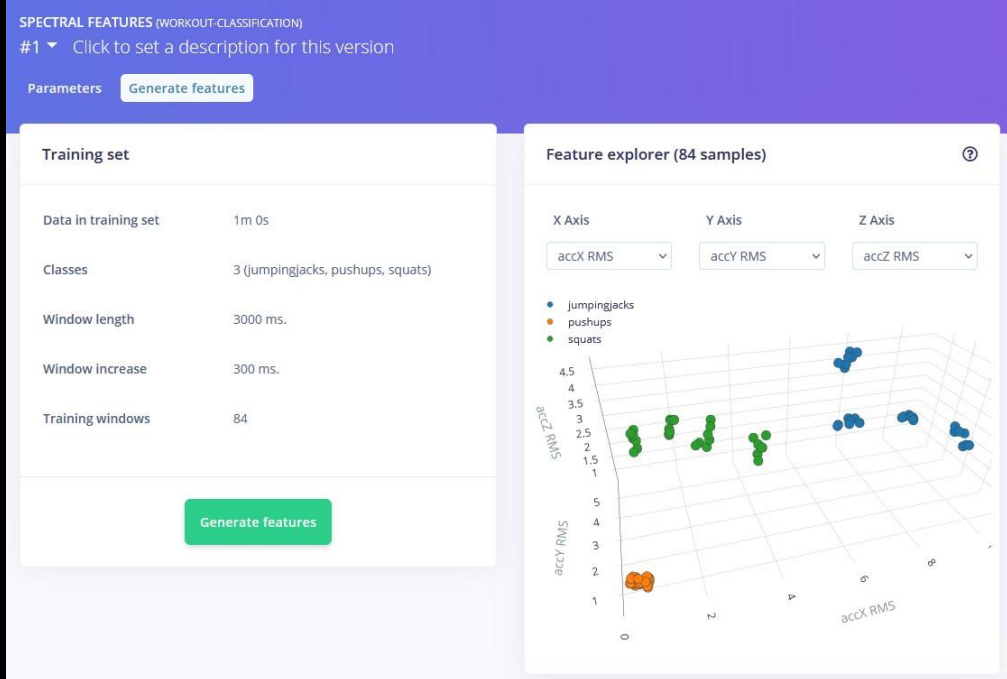 SPECTRAL FEATURES (WORKOUT-CLASSIFICATION)
#1 Click to set a description for this version
Parameters Generate features
Training set
Data in training set 1m 0s
Classes 3 (jumpingjacks, pushups, squats)
Window length 3000 ms.
Window increase 300 ms.
Training windows 84
Generate features
Feature explorer (84 samples)
X Axis Y Axis Z Axis
accX RMS accY RMS accZ RMS
jumpingjacks
pushups
squats
4.5
4
3.5
3
2.5
2
1.5
1
accZ RMS
5
4
3
2
1
accY RMS
0
2
4
6
8
accX RMS